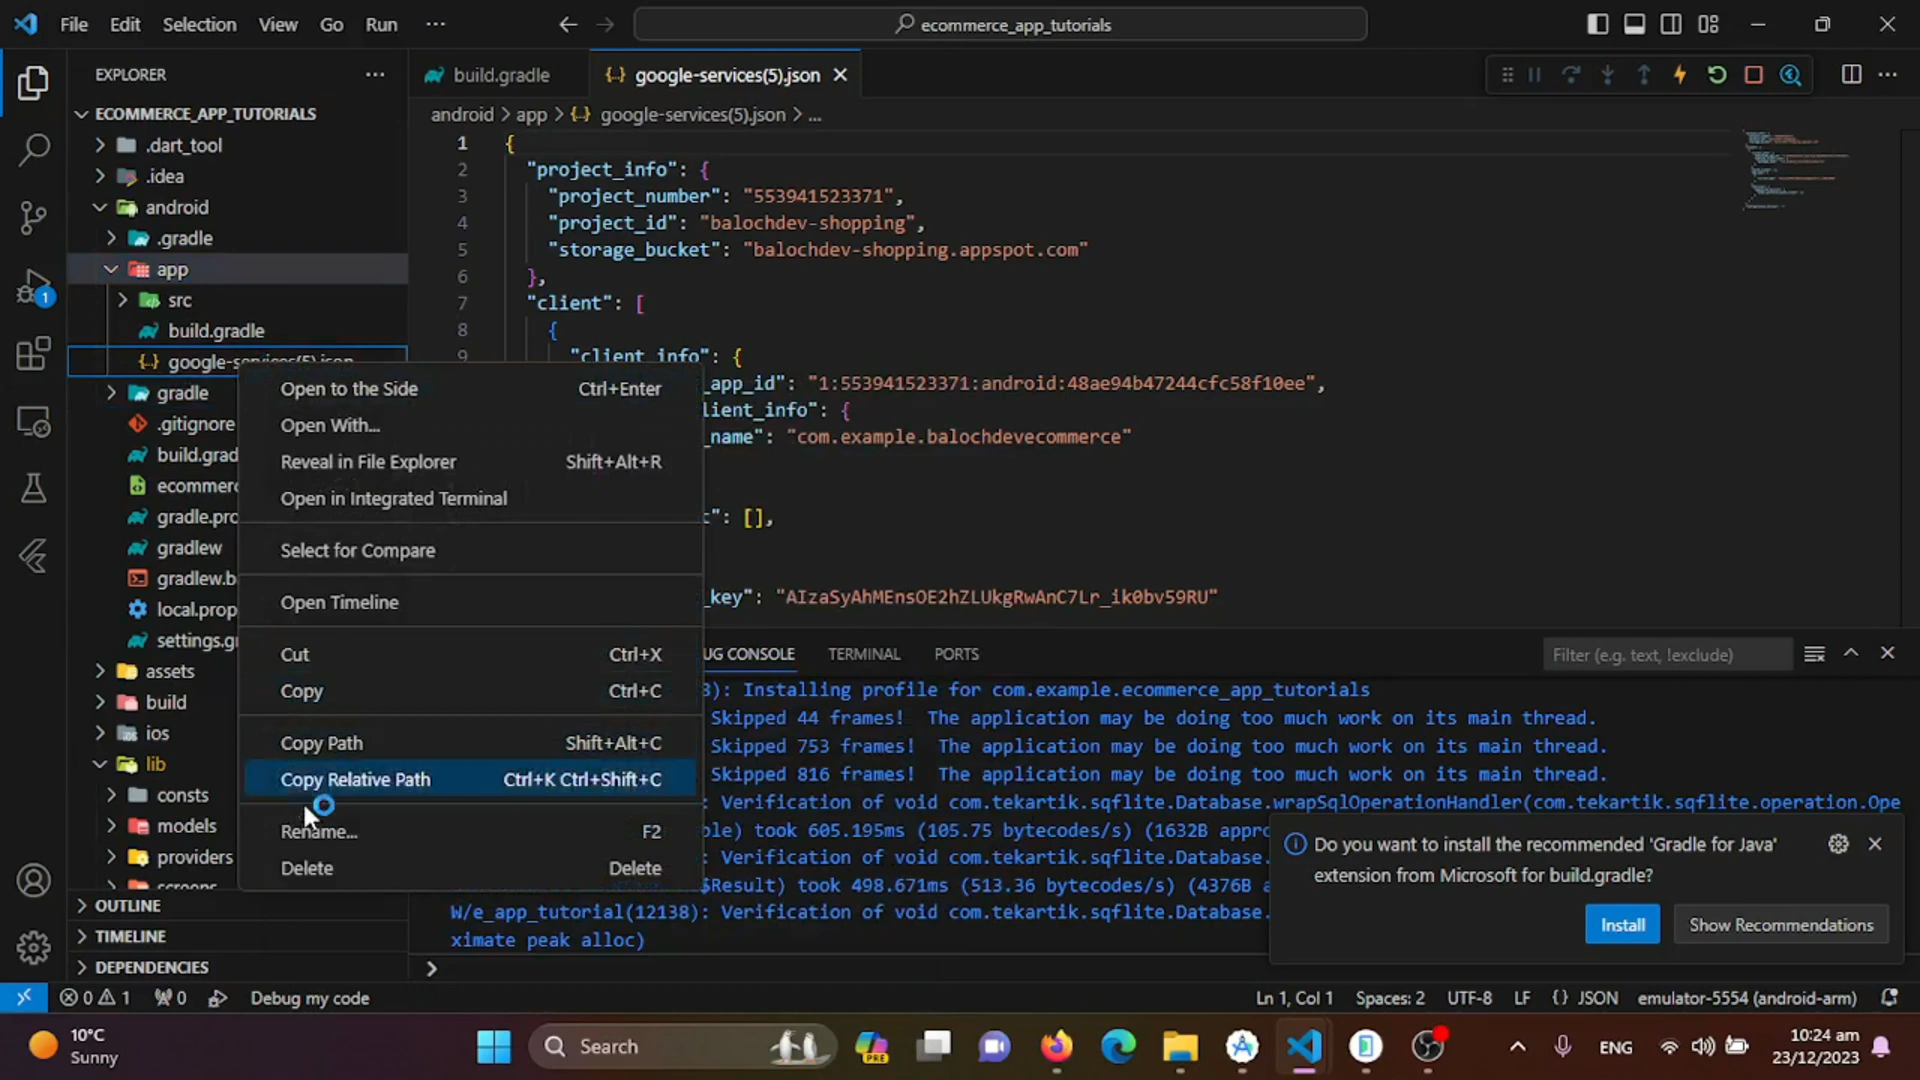 File Edit Selection View Go Run ...
ecommerce_app_tutorials
EXPLORER
build.gradle
google-services(5).json
ECOMMERCE_APP_TUTORIALS
.dart_tool
.idea
android
.gradle
app
src
build.gradle
google-services(5).json
gradle
.gitignore
build.grad
ecommerc
gradle.pro
gradlew
gradlew.b
local.prop
settings.g
assets
build
ios
lib
consts
models
providers
screens
OUTLINE
TIMELINE
DEPENDENCIES
android > app > {..} google-services(5).json > ...
1 {
2 "project_info": {
3 "project_number": "553941523371",
4 "project_id": "balochdev-shopping",
5 "storage_bucket": "balochdev-shopping.appspot.com"
6 },
7 "client": [
8 {
9 "client_info": {
_app_id": "1:553941523371:android:48ae94b47244cfc58f10ee",
lient_info": {
_name": "com.example.balochdevecommerce"
": [],
_key": "AIzaSyAhMEnsOE2hZLUkgRwAnC7Lr_ik0bv59RU"
Open to the Side Ctrl+Enter
Open With...
Reveal in File Explorer Shift+Alt+R
Open in Integrated Terminal
Select for Compare
Open Timeline
Cut Ctrl+X
Copy Ctrl+C
Copy Path Shift+Alt+C
Copy Relative Path Ctrl+K Ctrl+Shift+C
Rename... F2
Delete Delete
UG CONSOLE TERMINAL PORTS
Filter (e.g. text, !exclude)
): Installing profile for com.example.ecommerce_app_tutorials
Skipped 44 frames! The application may be doing too much work on its main thread.
Skipped 753 frames! The application may be doing too much work on its main thread.
Skipped 816 frames! The application may be doing too much work on its main thread.
: Verification of void com.tekartik.sqflite.Database.wrapSqlOperationHandler(com.tekartik.sqflite.operation.Ope
ble) took 605.195ms (105.75 bytecodes/s) (1632B appro
: Verification of void com.tekartik.sqflite.Database.
$Result) took 498.671ms (513.36 bytecodes/s) (4376B a
W/e_app_tutorial(12138): Verification of void com.tekartik.sqflite.Database.
ximate peak alloc)
Do you want to install the recommended 'Gradle for Java'
extension from Microsoft for build.gradle?
Install Show Recommendations
0 1 0 Debug my code
Ln 1, Col 1 Spaces: 2 UTF-8 LF {} JSON emulator-5554 (android-arm)
10°C
Sunny
Search
PRE
ENG
10:24 am
23/12/2023